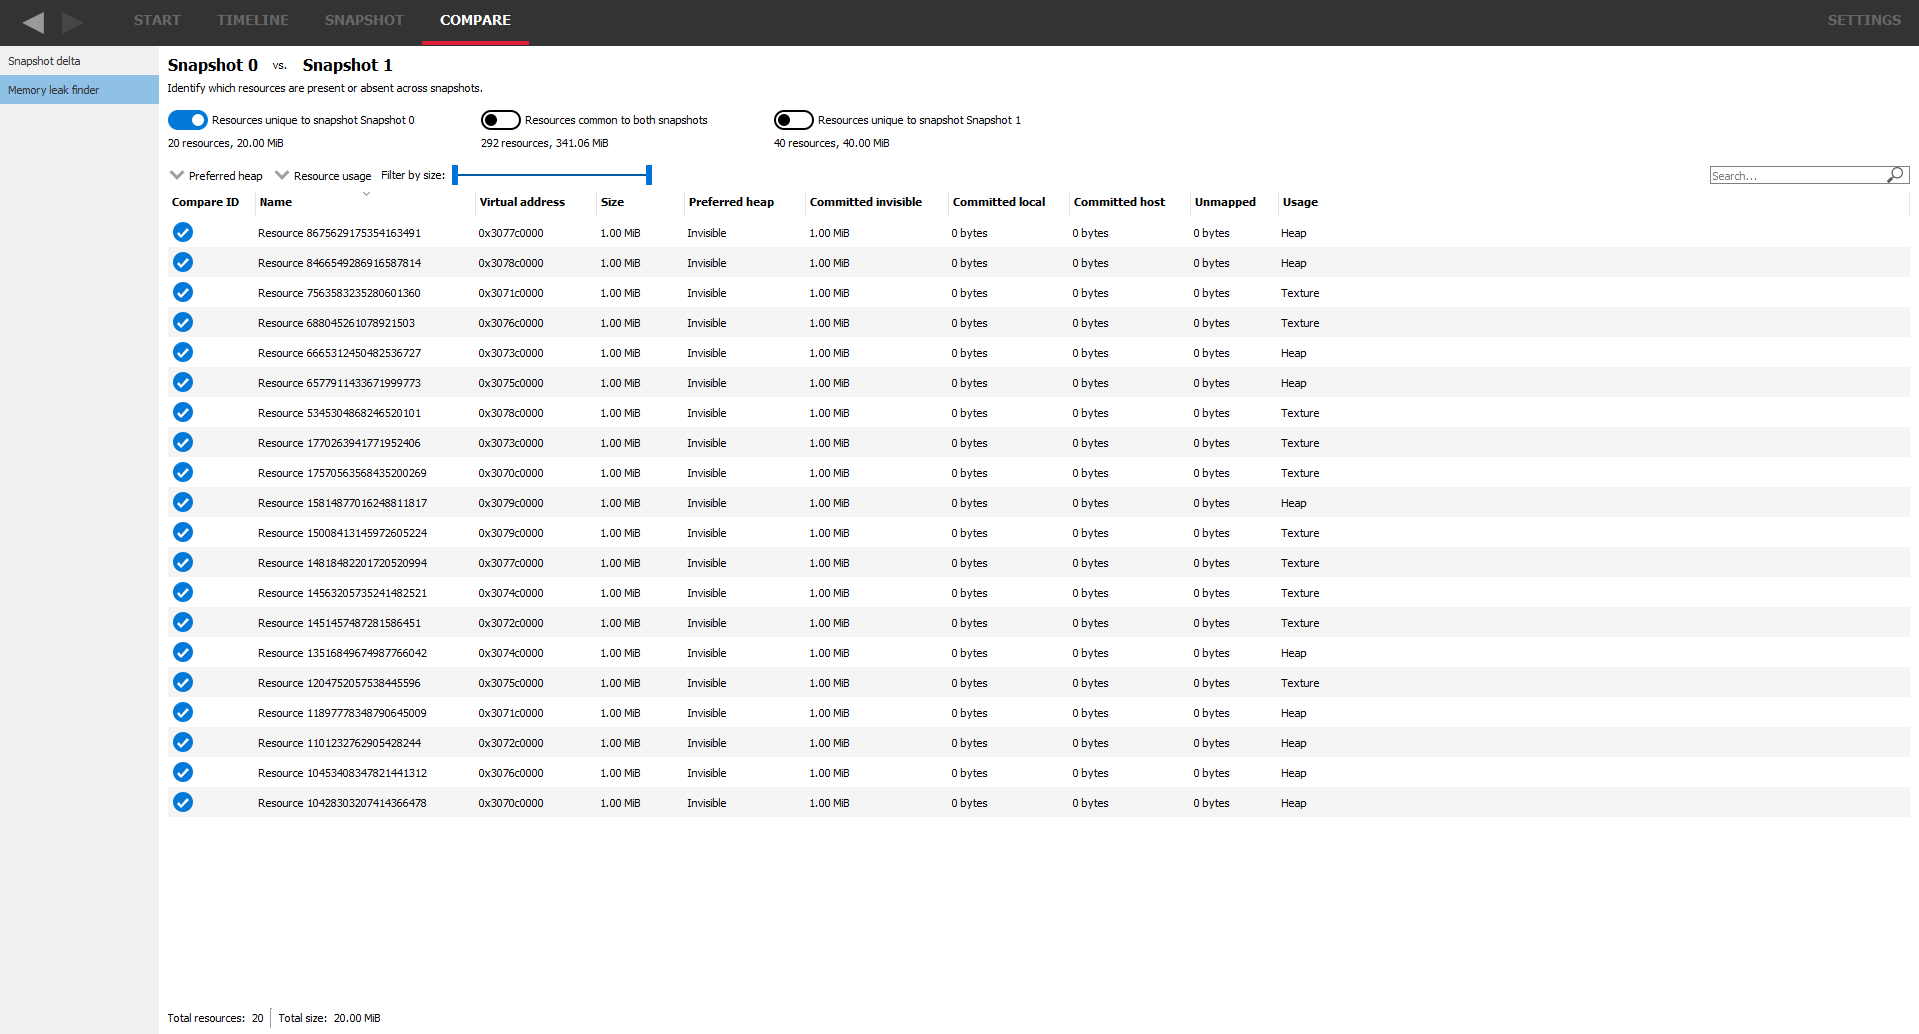 START TIMELINE SNAPSHOT COMPARE SETTINGS
Snapshot delta
Memory leak finder
Snapshot 0 vs. Snapshot 1
Identify which resources are present or absent across snapshots.
Resources unique to snapshot Snapshot 0 Resources common to both snapshots Resources unique to snapshot Snapshot 1
20 resources, 20.00 MiB 292 resources, 341.06 MiB 40 resources, 40.00 MiB
Preferred heap Resource usage Filter by size: Search...
Compare ID Name Virtual address Size Preferred heap Committed invisible Committed local Committed host Unmapped Usage
Resource 8675629175354163491 0x3077c0000 1.00 MiB Invisible 1.00 MiB 0 bytes 0 bytes 0 bytes Heap
Resource 8466549286916587814 0x3078c0000 1.00 MiB Invisible 1.00 MiB 0 bytes 0 bytes 0 bytes Heap
Resource 7563583235280601360 0x3071c0000 1.00 MiB Invisible 1.00 MiB 0 bytes 0 bytes 0 bytes Texture
Resource 688045261078921503 0x3076c0000 1.00 MiB Invisible 1.00 MiB 0 bytes 0 bytes 0 bytes Texture
Resource 6665312450482536727 0x3073c0000 1.00 MiB Invisible 1.00 MiB 0 bytes 0 bytes 0 bytes Heap
Resource 6577911433671999773 0x3075c0000 1.00 MiB Invisible 1.00 MiB 0 bytes 0 bytes 0 bytes Heap
Resource 5345304868246520101 0x3078c0000 1.00 MiB Invisible 1.00 MiB 0 bytes 0 bytes 0 bytes Texture
Resource 1770263941771952406 0x3073c0000 1.00 MiB Invisible 1.00 MiB 0 bytes 0 bytes 0 bytes Texture
Resource 17570563568435200269 0x3070c0000 1.00 MiB Invisible 1.00 MiB 0 bytes 0 bytes 0 bytes Texture
Resource 15814877016248811817 0x3079c0000 1.00 MiB Invisible 1.00 MiB 0 bytes 0 bytes 0 bytes Heap
Resource 15008413145972605224 0x3079c0000 1.00 MiB Invisible 1.00 MiB 0 bytes 0 bytes 0 bytes Texture
Resource 14818482201720520994 0x3077c0000 1.00 MiB Invisible 1.00 MiB 0 bytes 0 bytes 0 bytes Texture
Resource 14563205735241482521 0x3074c0000 1.00 MiB Invisible 1.00 MiB 0 bytes 0 bytes 0 bytes Texture
Resource 1451457487281586451 0x3072c0000 1.00 MiB Invisible 1.00 MiB 0 bytes 0 bytes 0 bytes Texture
Resource 13516849674987766042 0x3074c0000 1.00 MiB Invisible 1.00 MiB 0 bytes 0 bytes 0 bytes Heap
Resource 1204752057538445596 0x3075c0000 1.00 MiB Invisible 1.00 MiB 0 bytes 0 bytes 0 bytes Texture
Resource 11897778348790645009 0x3071c0000 1.00 MiB Invisible 1.00 MiB 0 bytes 0 bytes 0 bytes Heap
Resource 1101232762905428244 0x3072c0000 1.00 MiB Invisible 1.00 MiB 0 bytes 0 bytes 0 bytes Heap
Resource 10453408347821441312 0x3076c0000 1.00 MiB Invisible 1.00 MiB 0 bytes 0 bytes 0 bytes Heap
Resource 10428303207414366478 0x3070c0000 1.00 MiB Invisible 1.00 MiB 0 bytes 0 bytes 0 bytes Heap
Total resources: 20 Total size: 20.00 MiB